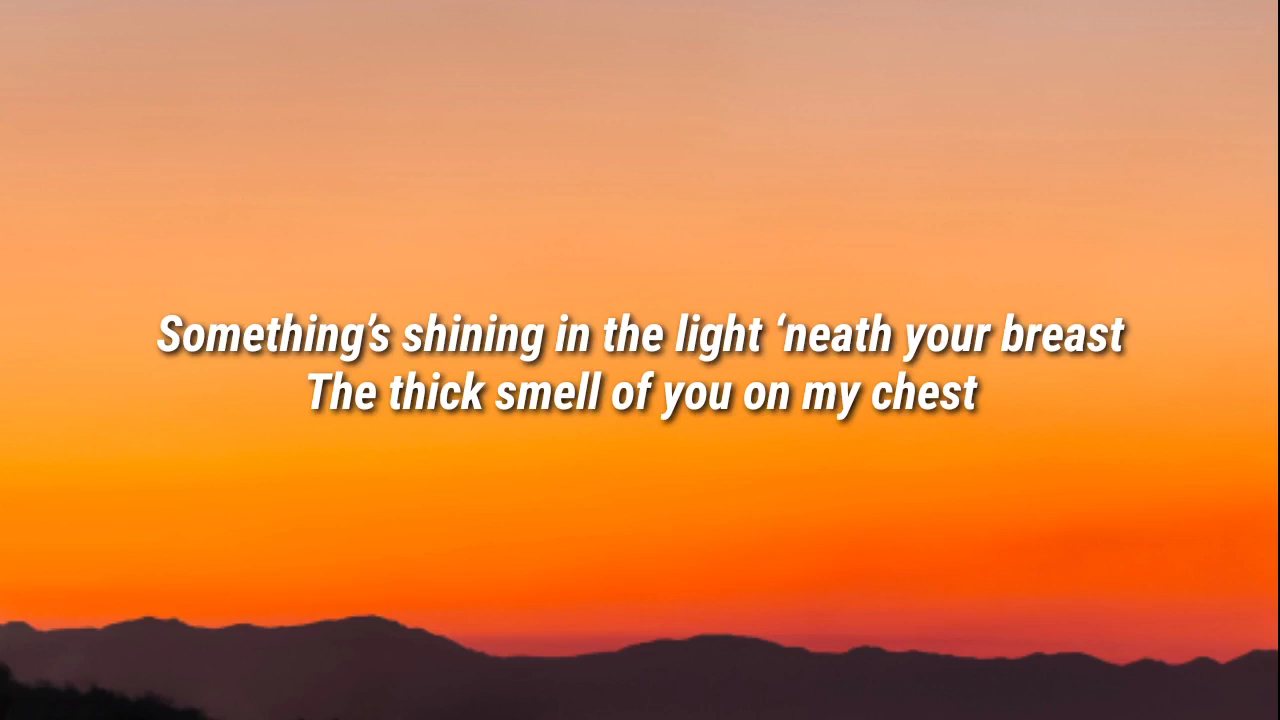 Something’s shining in the light ‘neath your breast
The thick smell of you on my chest